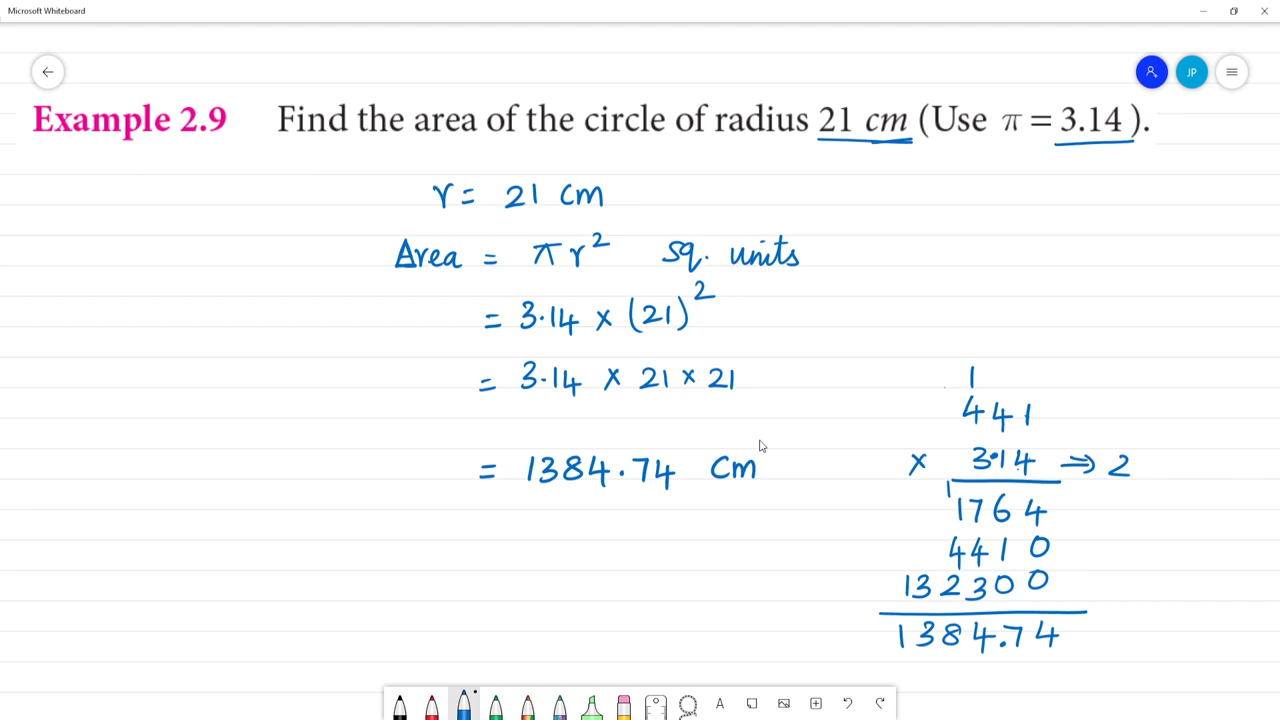 Microsoft Whiteboard
JP
Example 2.9 Find the area of the circle of radius 21 cm (Use π = 3.14 ).
r = 21 cm
Area = πr² sq. units
= 3.14 × (21)²
= 3.14 × 21 × 21
= 1384.74 cm
1
441
× 3.14 ⇒ 2
1
1764
4410
132300
1384.74
A